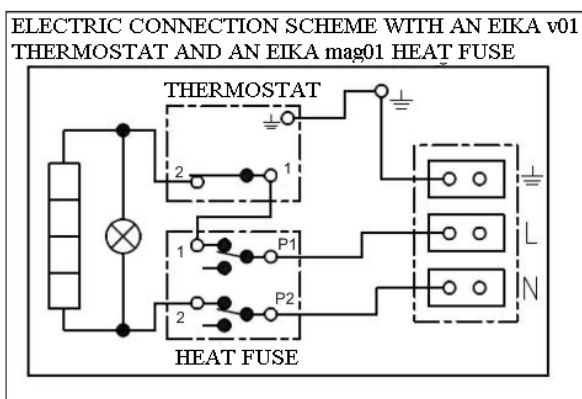 ELECTRIC CONNECTION SCHEME WITH AN EIKA v01
THERMOSTAT AND AN EIKA mag01 HEAT FUSE
THERMOSTAT
2
1
1
P1
L
2
P2
N
HEAT FUSE